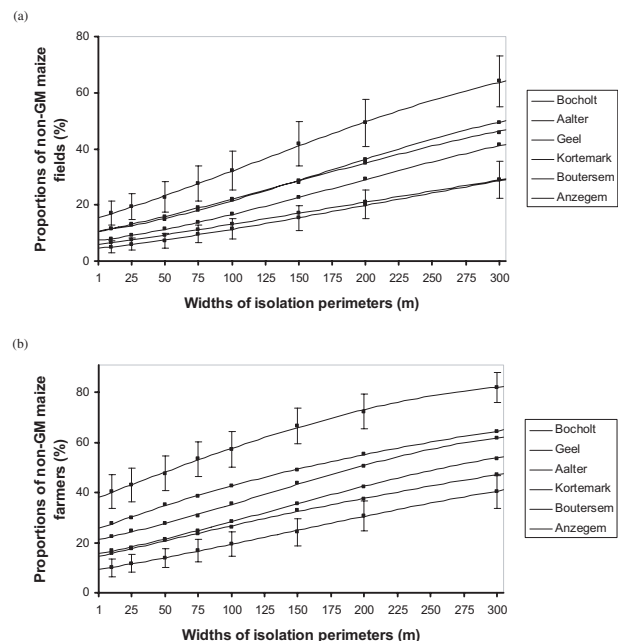 (a)
80
60
40
20
0
Proportions of non-GM maize
fields (%)
1 25 50 75 100 125 150 175 200 225 250 275 300
Widths of isolation perimeters (m)
Bocholt
Aalter
Geel
Kortemark
Boutersem
Anzegem
(b)
80
60
40
20
0
Proportions of non-GM maize
farmers (%)
1 25 50 75 100 125 150 175 200 225 250 275 300
Widths of isolation perimeters (m)
Bocholt
Geel
Aalter
Kortemark
Boutersem
Anzegem